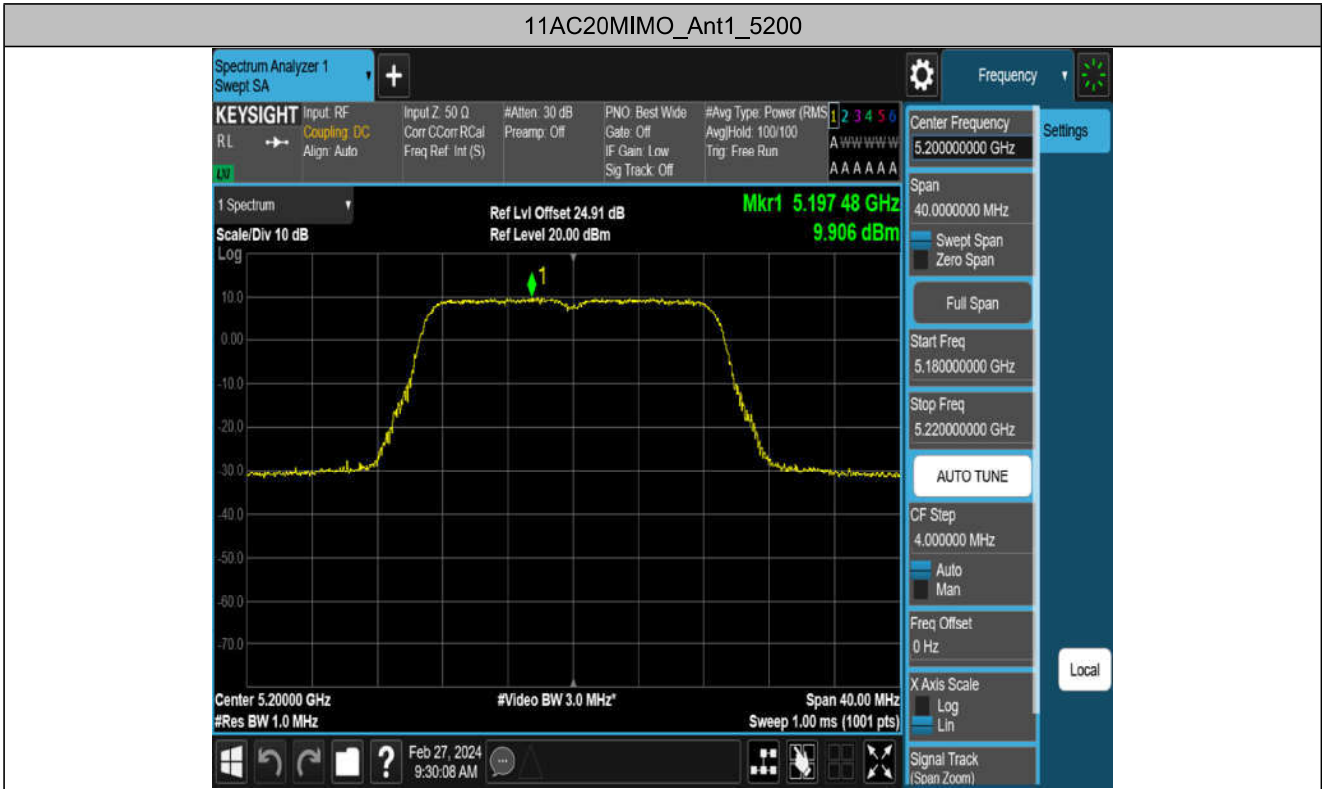 11AC20MIMO_Ant1_5200
Spectrum Analyzer 1
Swept SA
+
Frequency
KEYSIGHT
RL
LXI
Input: RF
Coupling: DC
Align: Auto
Input Z: 50 Ω
Corr CCorr RCal
Freq Ref: Int (S)
#Atten: 30 dB
Preamp: Off
PNO: Best Wide
Gate: Off
IF Gain: Low
Sig Track: Off
#Avg Type: Power (RMS
Avg|Hold: 100/100
Trig: Free Run
1 2 3 4 5 6
A W W W W W
A A A A A A
1 Spectrum
Scale/Div 10 dB
Log
Ref Lvl Offset 24.91 dB
Ref Level 20.00 dBm
Mkr1 5.197 48 GHz
9.906 dBm
1
10.0
0.00
-10.0
-20.0
-30.0
-40.0
-50.0
-60.0
-70.0
Center 5.20000 GHz
#Res BW 1.0 MHz
#Video BW 3.0 MHz*
Span 40.00 MHz
Sweep 1.00 ms (1001 pts)
Center Frequency
5.200000000 GHz
Settings
Span
40.0000000 MHz
Swept Span
Zero Span
Full Span
Start Freq
5.180000000 GHz
Stop Freq
5.220000000 GHz
AUTO TUNE
CF Step
4.000000 MHz
Auto
Man
Freq Offset
0 Hz
X Axis Scale
Log
Lin
Local
Signal Track
(Span Zoom)
?
Feb 27, 2024
9:30:08 AM